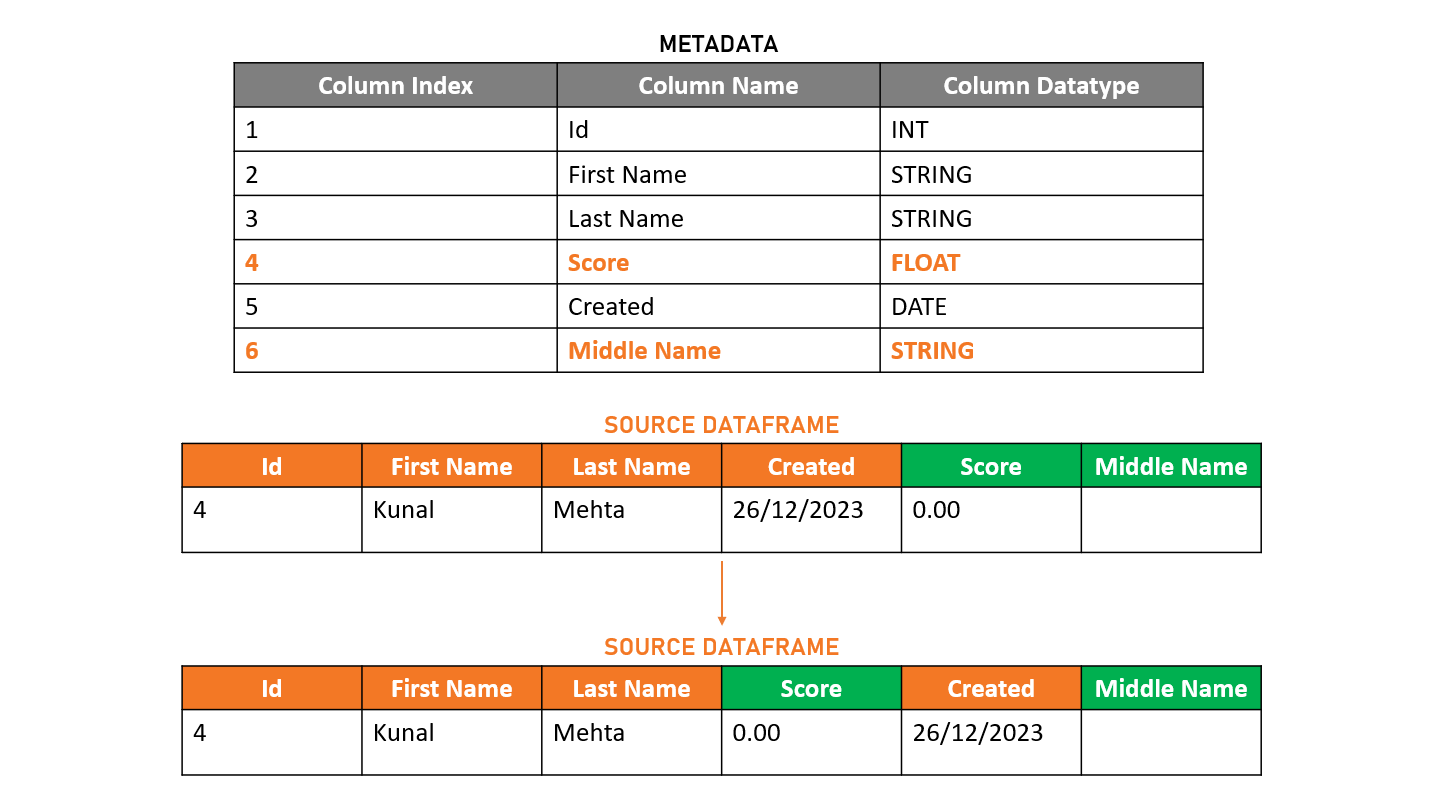 METADATA
Column Index Column Name Column Datatype
1 Id INT
2 First Name STRING
3 Last Name STRING
4 Score FLOAT
5 Created DATE
6 Middle Name STRING
SOURCE DATAFRAME
Id First Name Last Name Created Score Middle Name
4 Kunal Mehta 26/12/2023 0.00
SOURCE DATAFRAME
Id First Name Last Name Score Created Middle Name
4 Kunal Mehta 0.00 26/12/2023